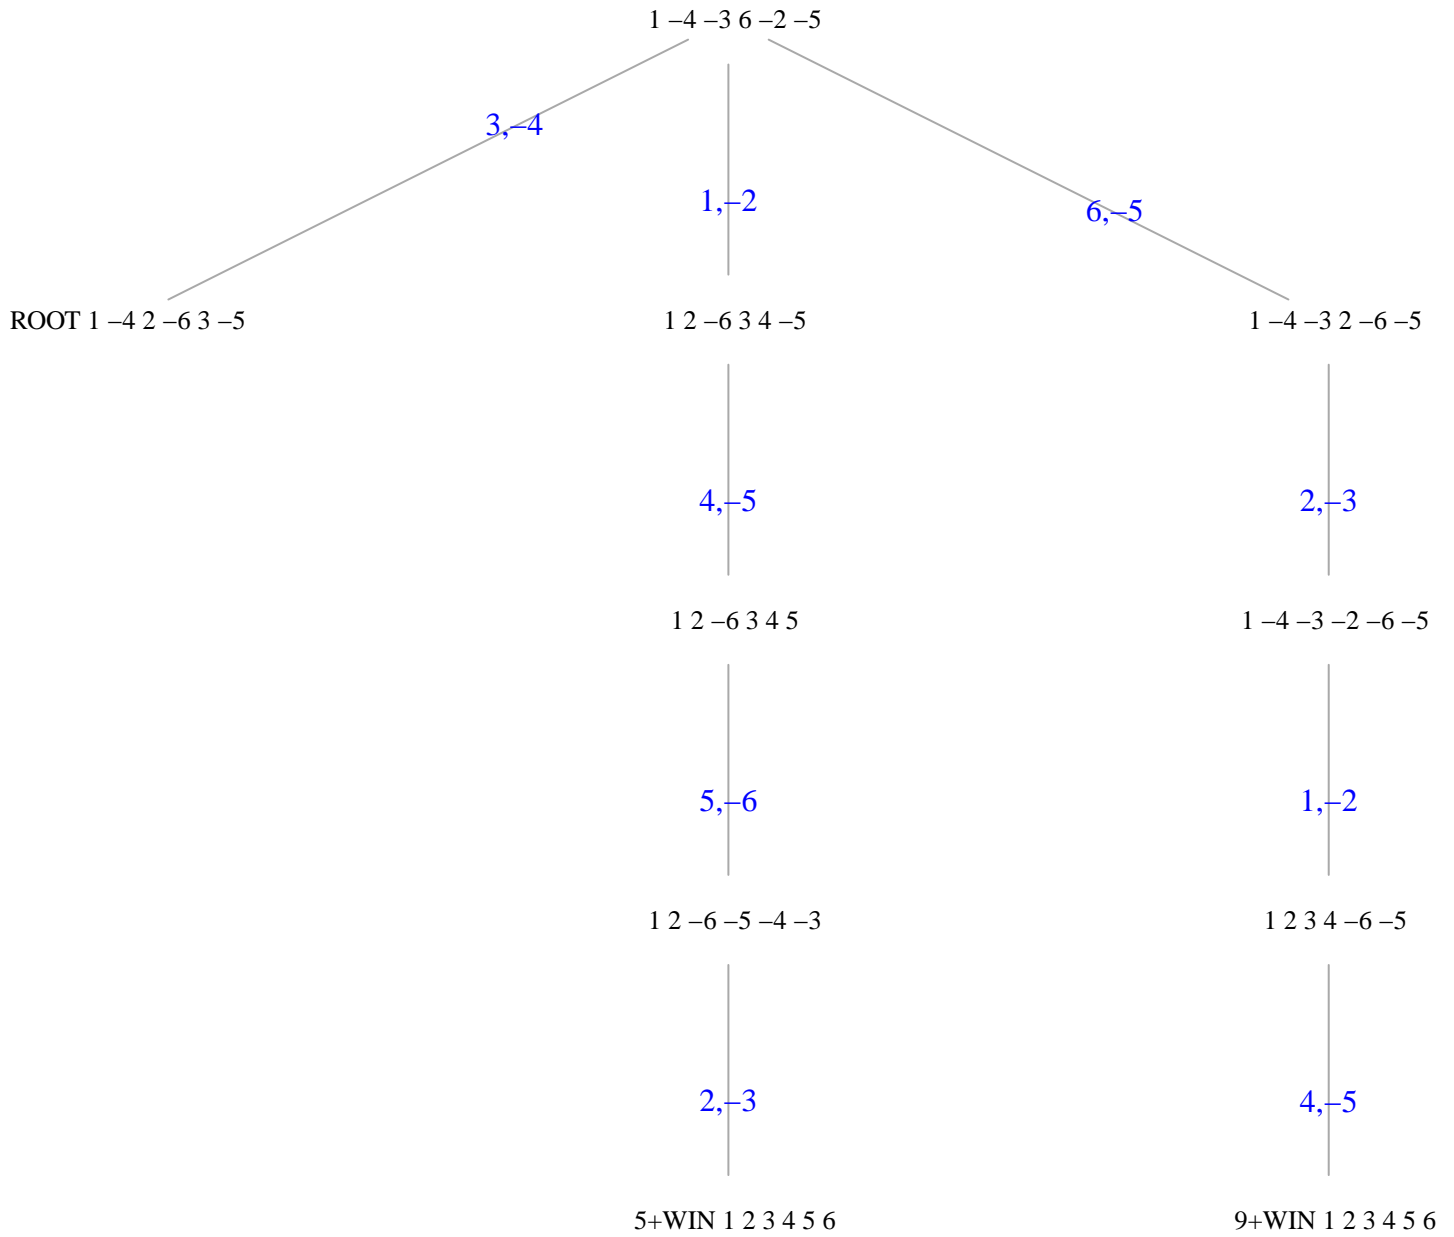 1 –4 –3 6 –2 –5
3,–4
1,–2
6,–5
ROOT 1 –4 2 –6 3 –5
1 2 –6 3 4 –5
1 –4 –3 2 –6 –5
4,–5
2,–3
1 2 –6 3 4 5
1 –4 –3 –2 –6 –5
5,–6
1,–2
1 2 –6 –5 –4 –3
1 2 3 4 –6 –5
2,–3
4,–5
5+WIN 1 2 3 4 5 6
9+WIN 1 2 3 4 5 6